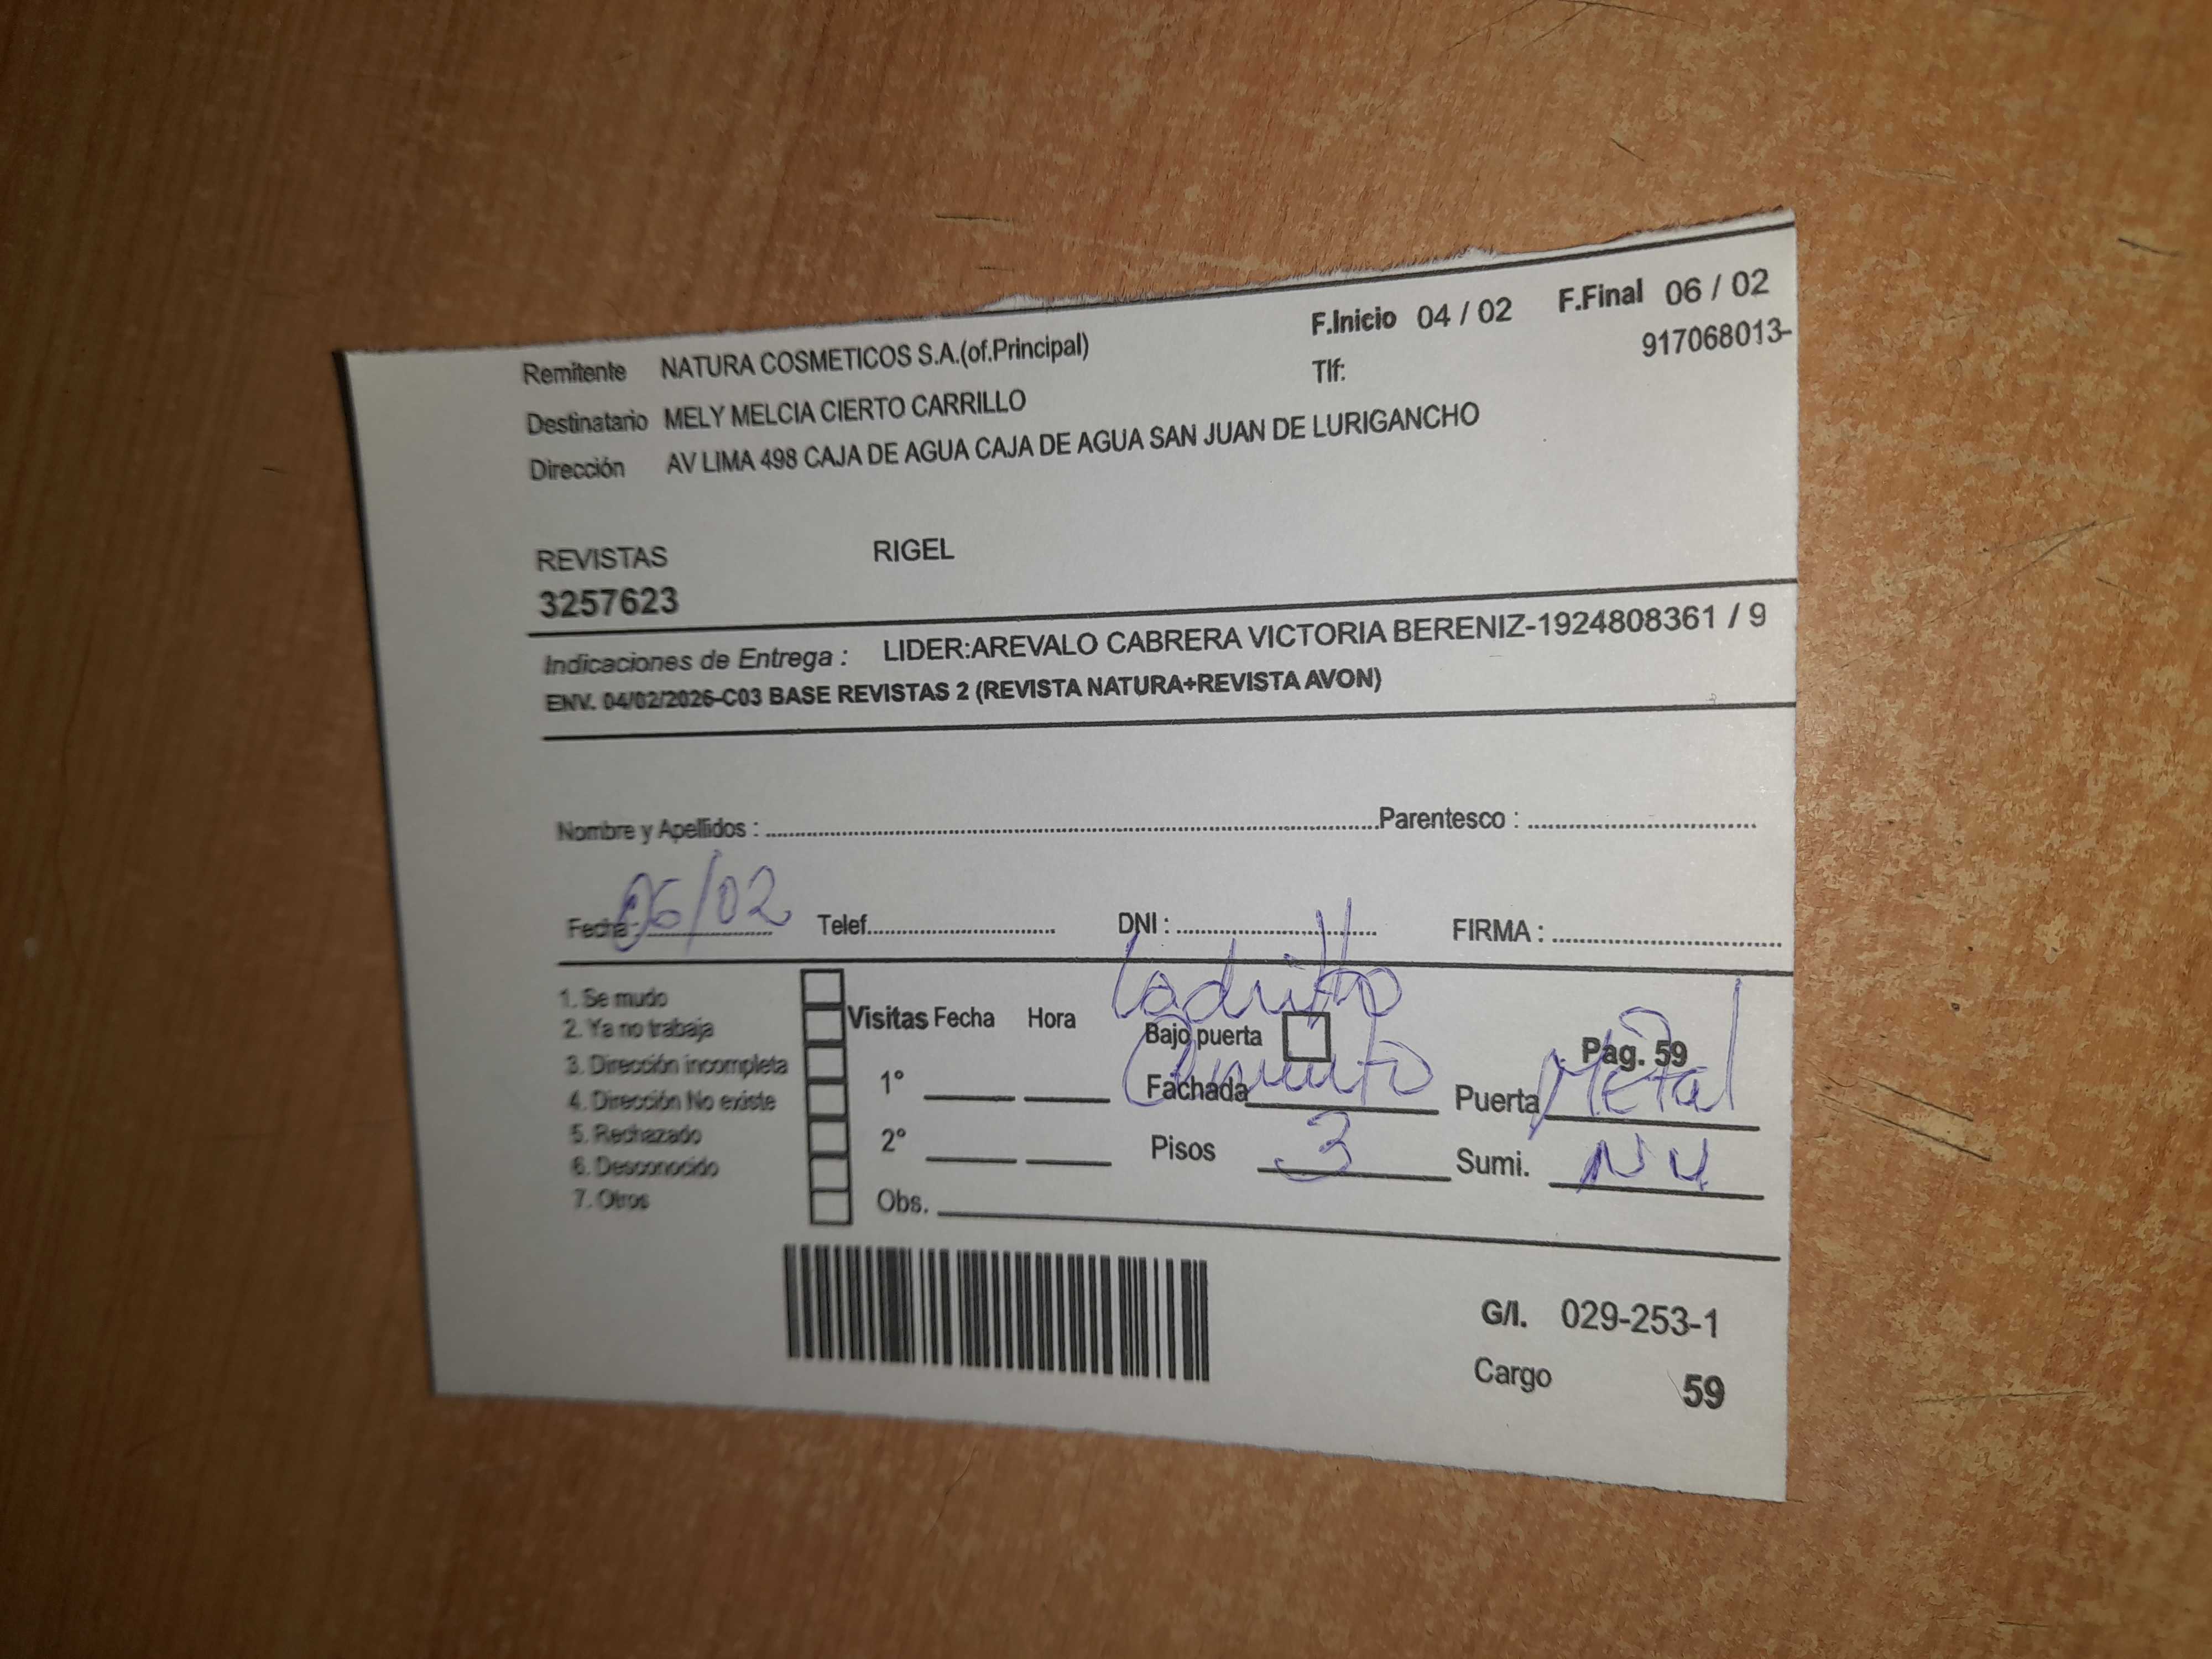 F.Inicio 04 / 02 F.Final 06 / 02
Remitente NATURA COSMETICOS S.A.(of.Principal) Tlf: 917068013-
Destinatario MELY MELCIA CIERTO CARRILLO
Dirección AV LIMA 498 CAJA DE AGUA CAJA DE AGUA SAN JUAN DE LURIGANCHO
REVISTAS RIGEL
3257623
Indicaciones de Entrega : LIDER:AREVALO CABRERA VICTORIA BERENIZ-1924808361 / 9
ENV. 04/02/2026-C03 BASE REVISTAS 2 (REVISTA NATURA+REVISTA AVON)
Nombre y Apellidos : Parentesco :
Fecha : 06/02 Telef. DNI : FIRMA :
1. Se mudo
2. Ya no trabaja
3. Dirección incompleta
4. Dirección No existe
5. Rechazado
6. Desconocido
7. Otros
Visitas Fecha Hora
1°
2°
Obs.
Ladrillo
Bajo puerta Pag. 59
Fachada Cemento Puerta Metal
Pisos 3 Sumi.
G/I. 029-253-1
Cargo 59